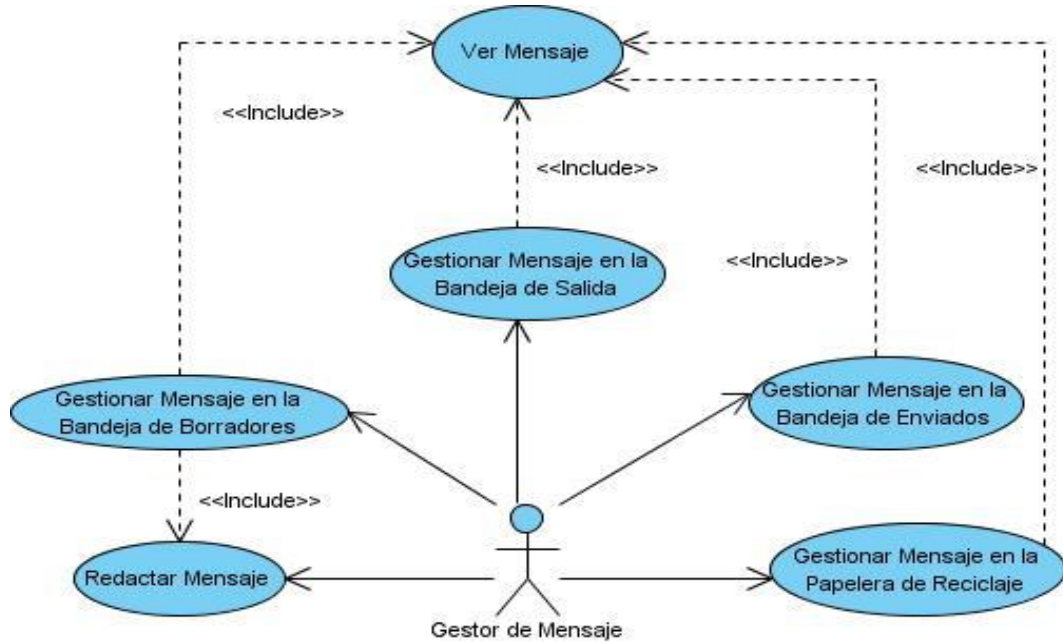 Ver Mensaje
<<Include>>
<<Include>>
<<Include>>
Gestionar Mensaje en la
Bandeja de Salida
<<Include>>
Gestionar Mensaje en la
Bandeja de Borradores
Gestionar Mensaje en la
Bandeja de Enviados
<<Include>>
Redactar Mensaje
Gestionar Mensaje en la
Papelera de Reciclaje
Gestor de Mensaje